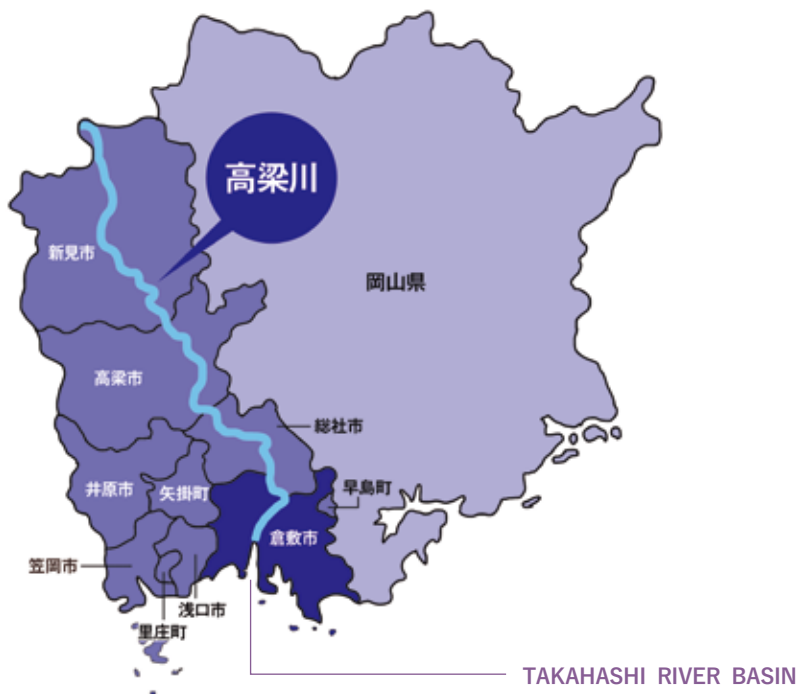 高梁川
新見市
岡山県
高梁市
総社市
井原市
矢掛町
早島町
倉敷市
笠岡市
浅口市
里庄町
TAKAHASHI RIVER BASIN